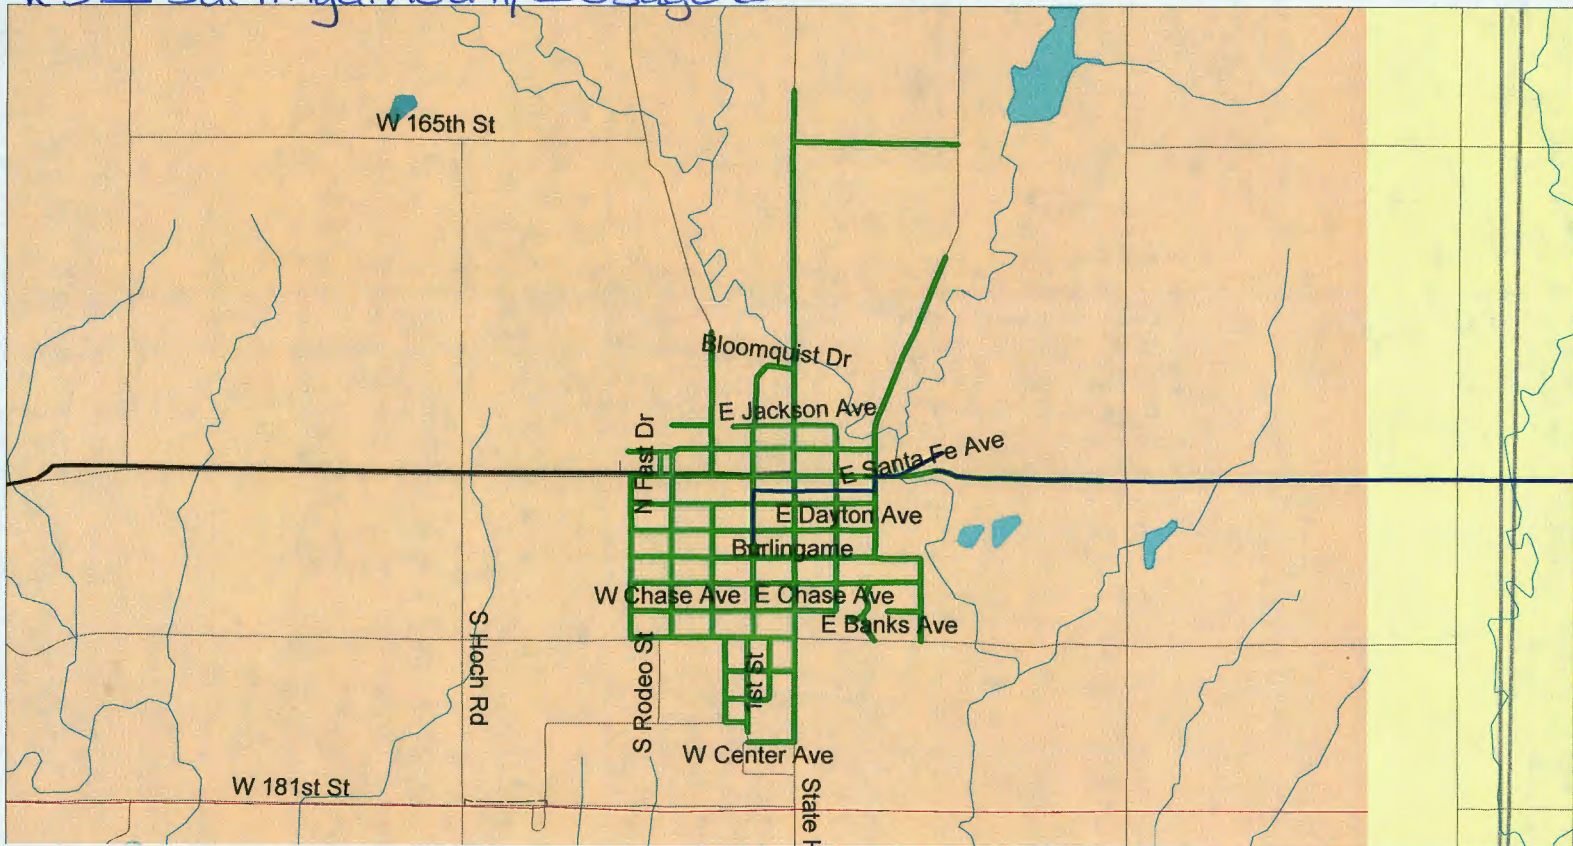 W 165th St
Bloomquist Dr
E Jackson Ave
N Fast Dr
E Santa Fe Ave
E Dayton Ave
Burlingame
W Chase Ave
E Chase Ave
E Banks Ave
S Hoch Rd
S Rodeo St
1st St
W Center Ave
W 181st St
State